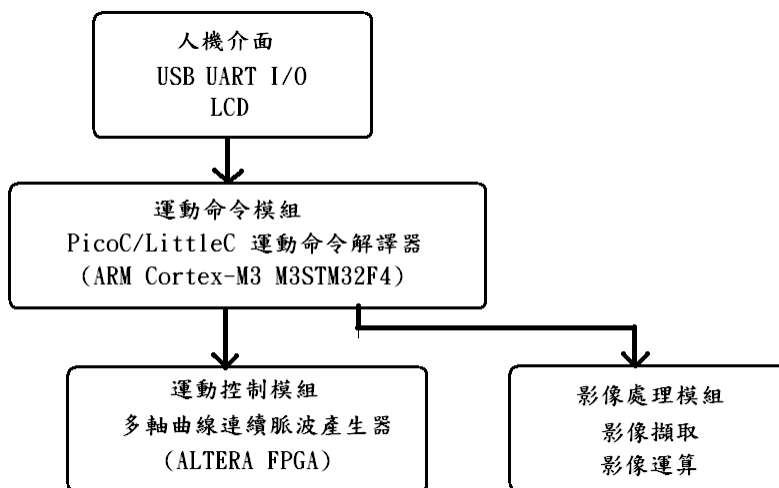 人機介面
USB UART I/O
LCD
運動命令模組
PicoC/LittleC 運動命令解譯器
(ARM Cortex-M3 M3STM32F4)
運動控制模組
多軸曲線連續脈波產生器
(ALTERA FPGA)
影像處理模組
影像擷取
影像運算